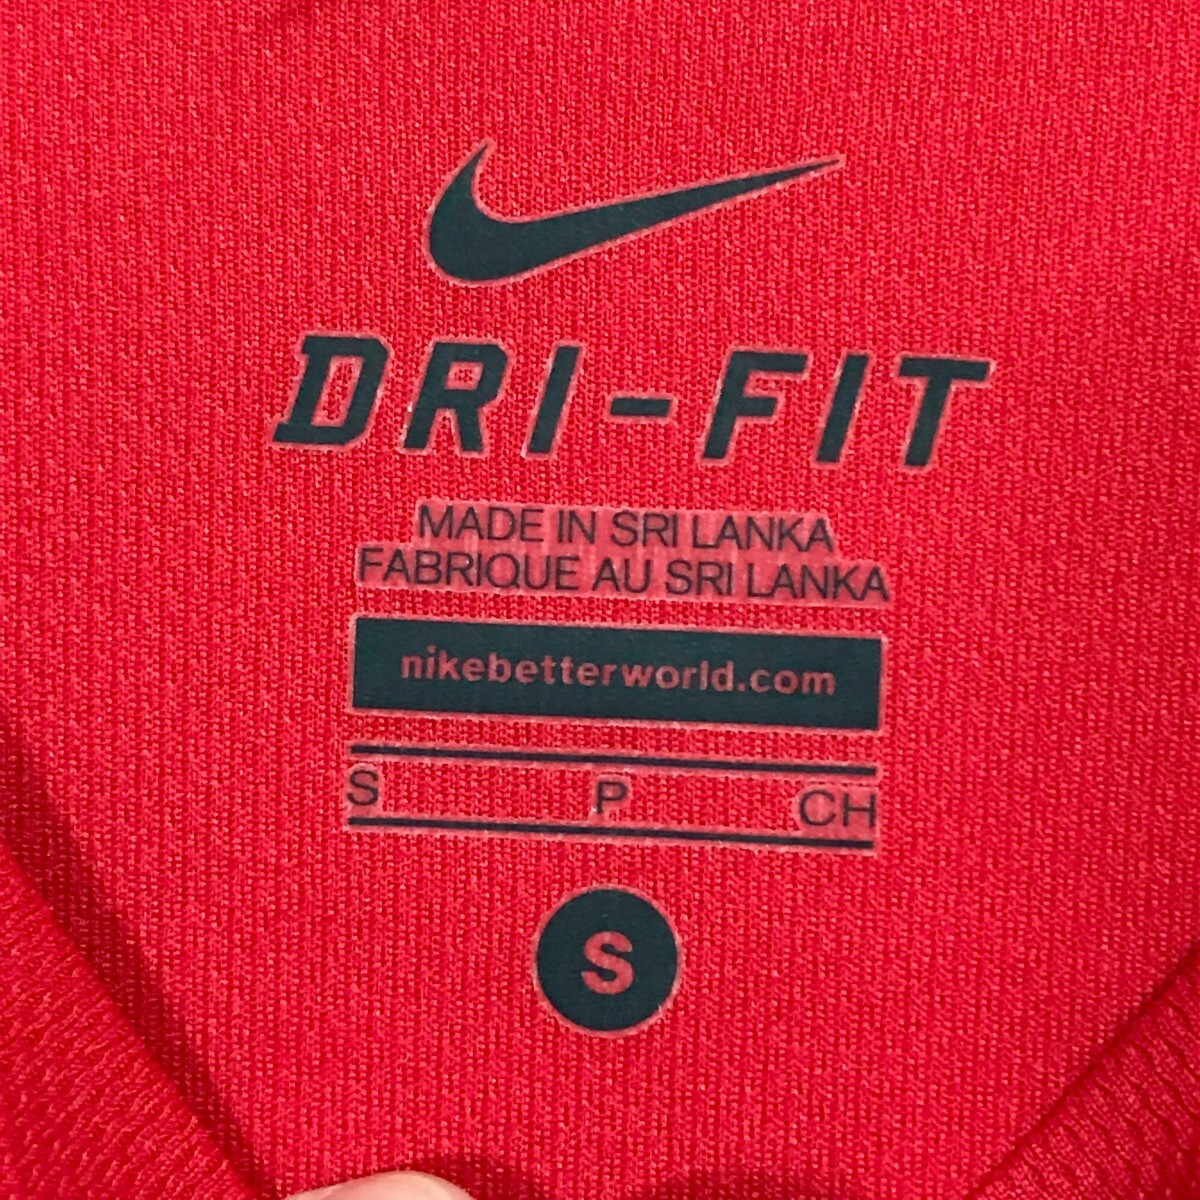 DRI-FIT
MADE IN SRI LANKA
FABRIQUE AU SRI LANKA
nikebetterworld.com
S P CH
S